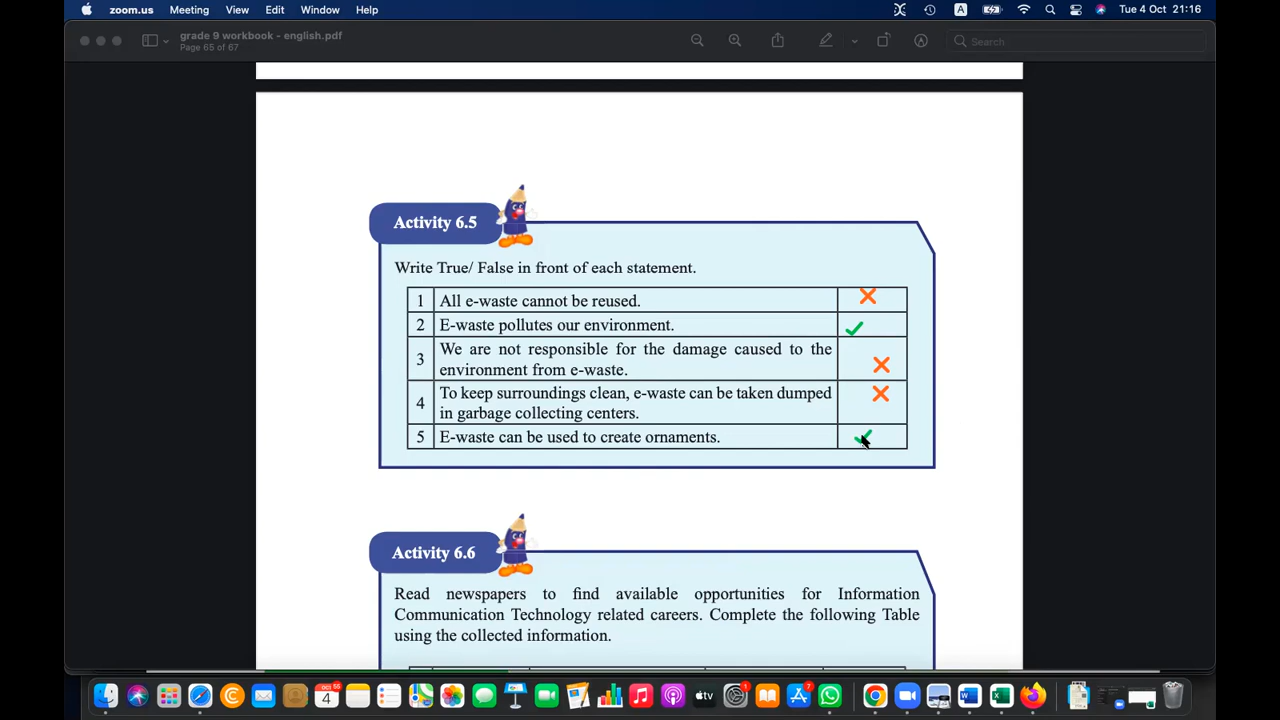 zoom.us Meeting View Edit Window Help A Tue 4 Oct 21:16
grade 9 workbook - english.pdf
Page 65 of 67
Search
Activity 6.5
Write True/ False in front of each statement.
1 All e-waste cannot be reused.
2 E-waste pollutes our environment.
3 We are not responsible for the damage caused to the
environment from e-waste.
4 To keep surroundings clean, e-waste can be taken dumped
in garbage collecting centers.
5 E-waste can be used to create ornaments.
Activity 6.6
Read newspapers to find available opportunities for Information
Communication Technology related careers. Complete the following Table
using the collected information.